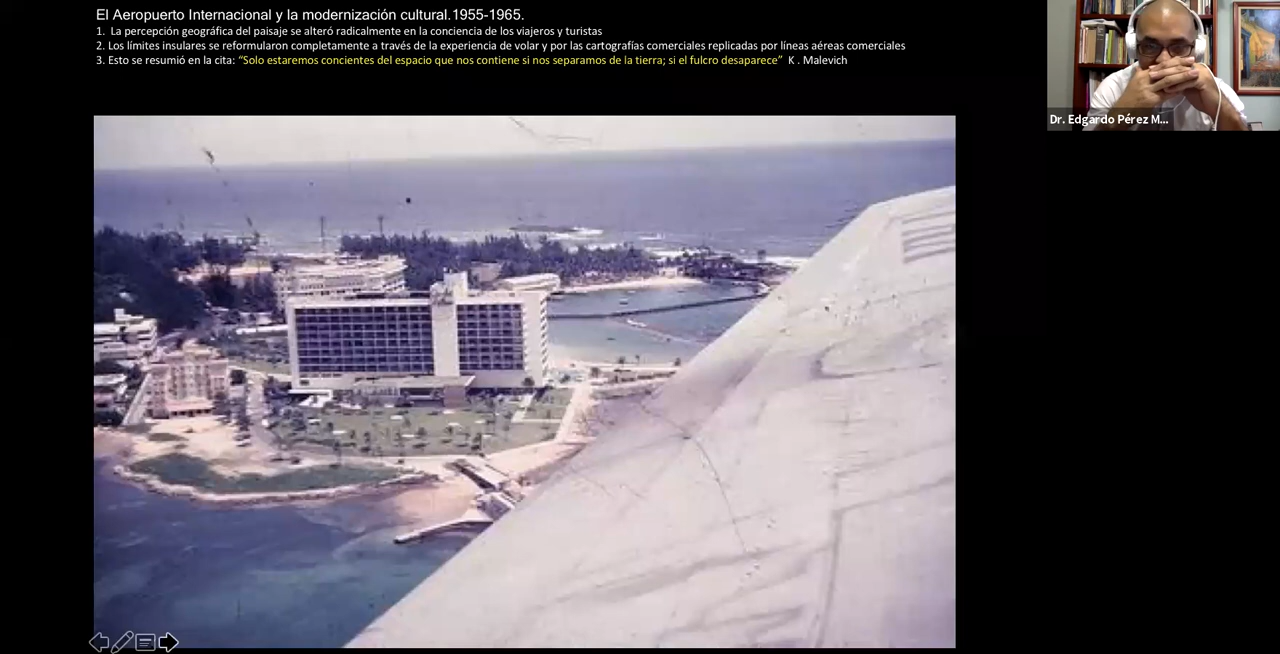 El Aeropuerto Internacional y la modernización cultural.1955-1965.
1. La percepción geográfica del paisaje se alteró radicalmente en la conciencia de los viajeros y turistas
2. Los límites insulares se reformularon completamente a través de la experiencia de volar y por las cartografías comerciales replicadas por líneas aéreas comerciales
3. Esto se resumió en la cita: “Solo estaremos concientes del espacio que nos contiene si nos separamos de la tierra; si el fulcro desaparece” K . Malevich
Dr. Edgardo Pérez M...